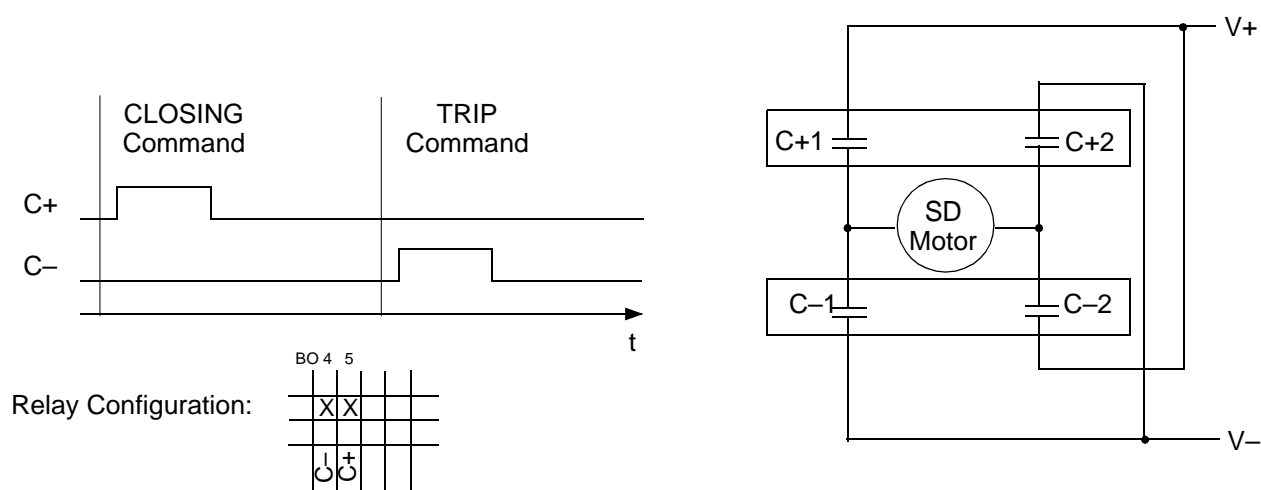 CLOSING
Command
TRIP
Command
C+
C–
t
BO 4 5
Relay Configuration:
X X
C– C+
V+
C+1
C+2
SD
Motor
C–1
C–2
V–